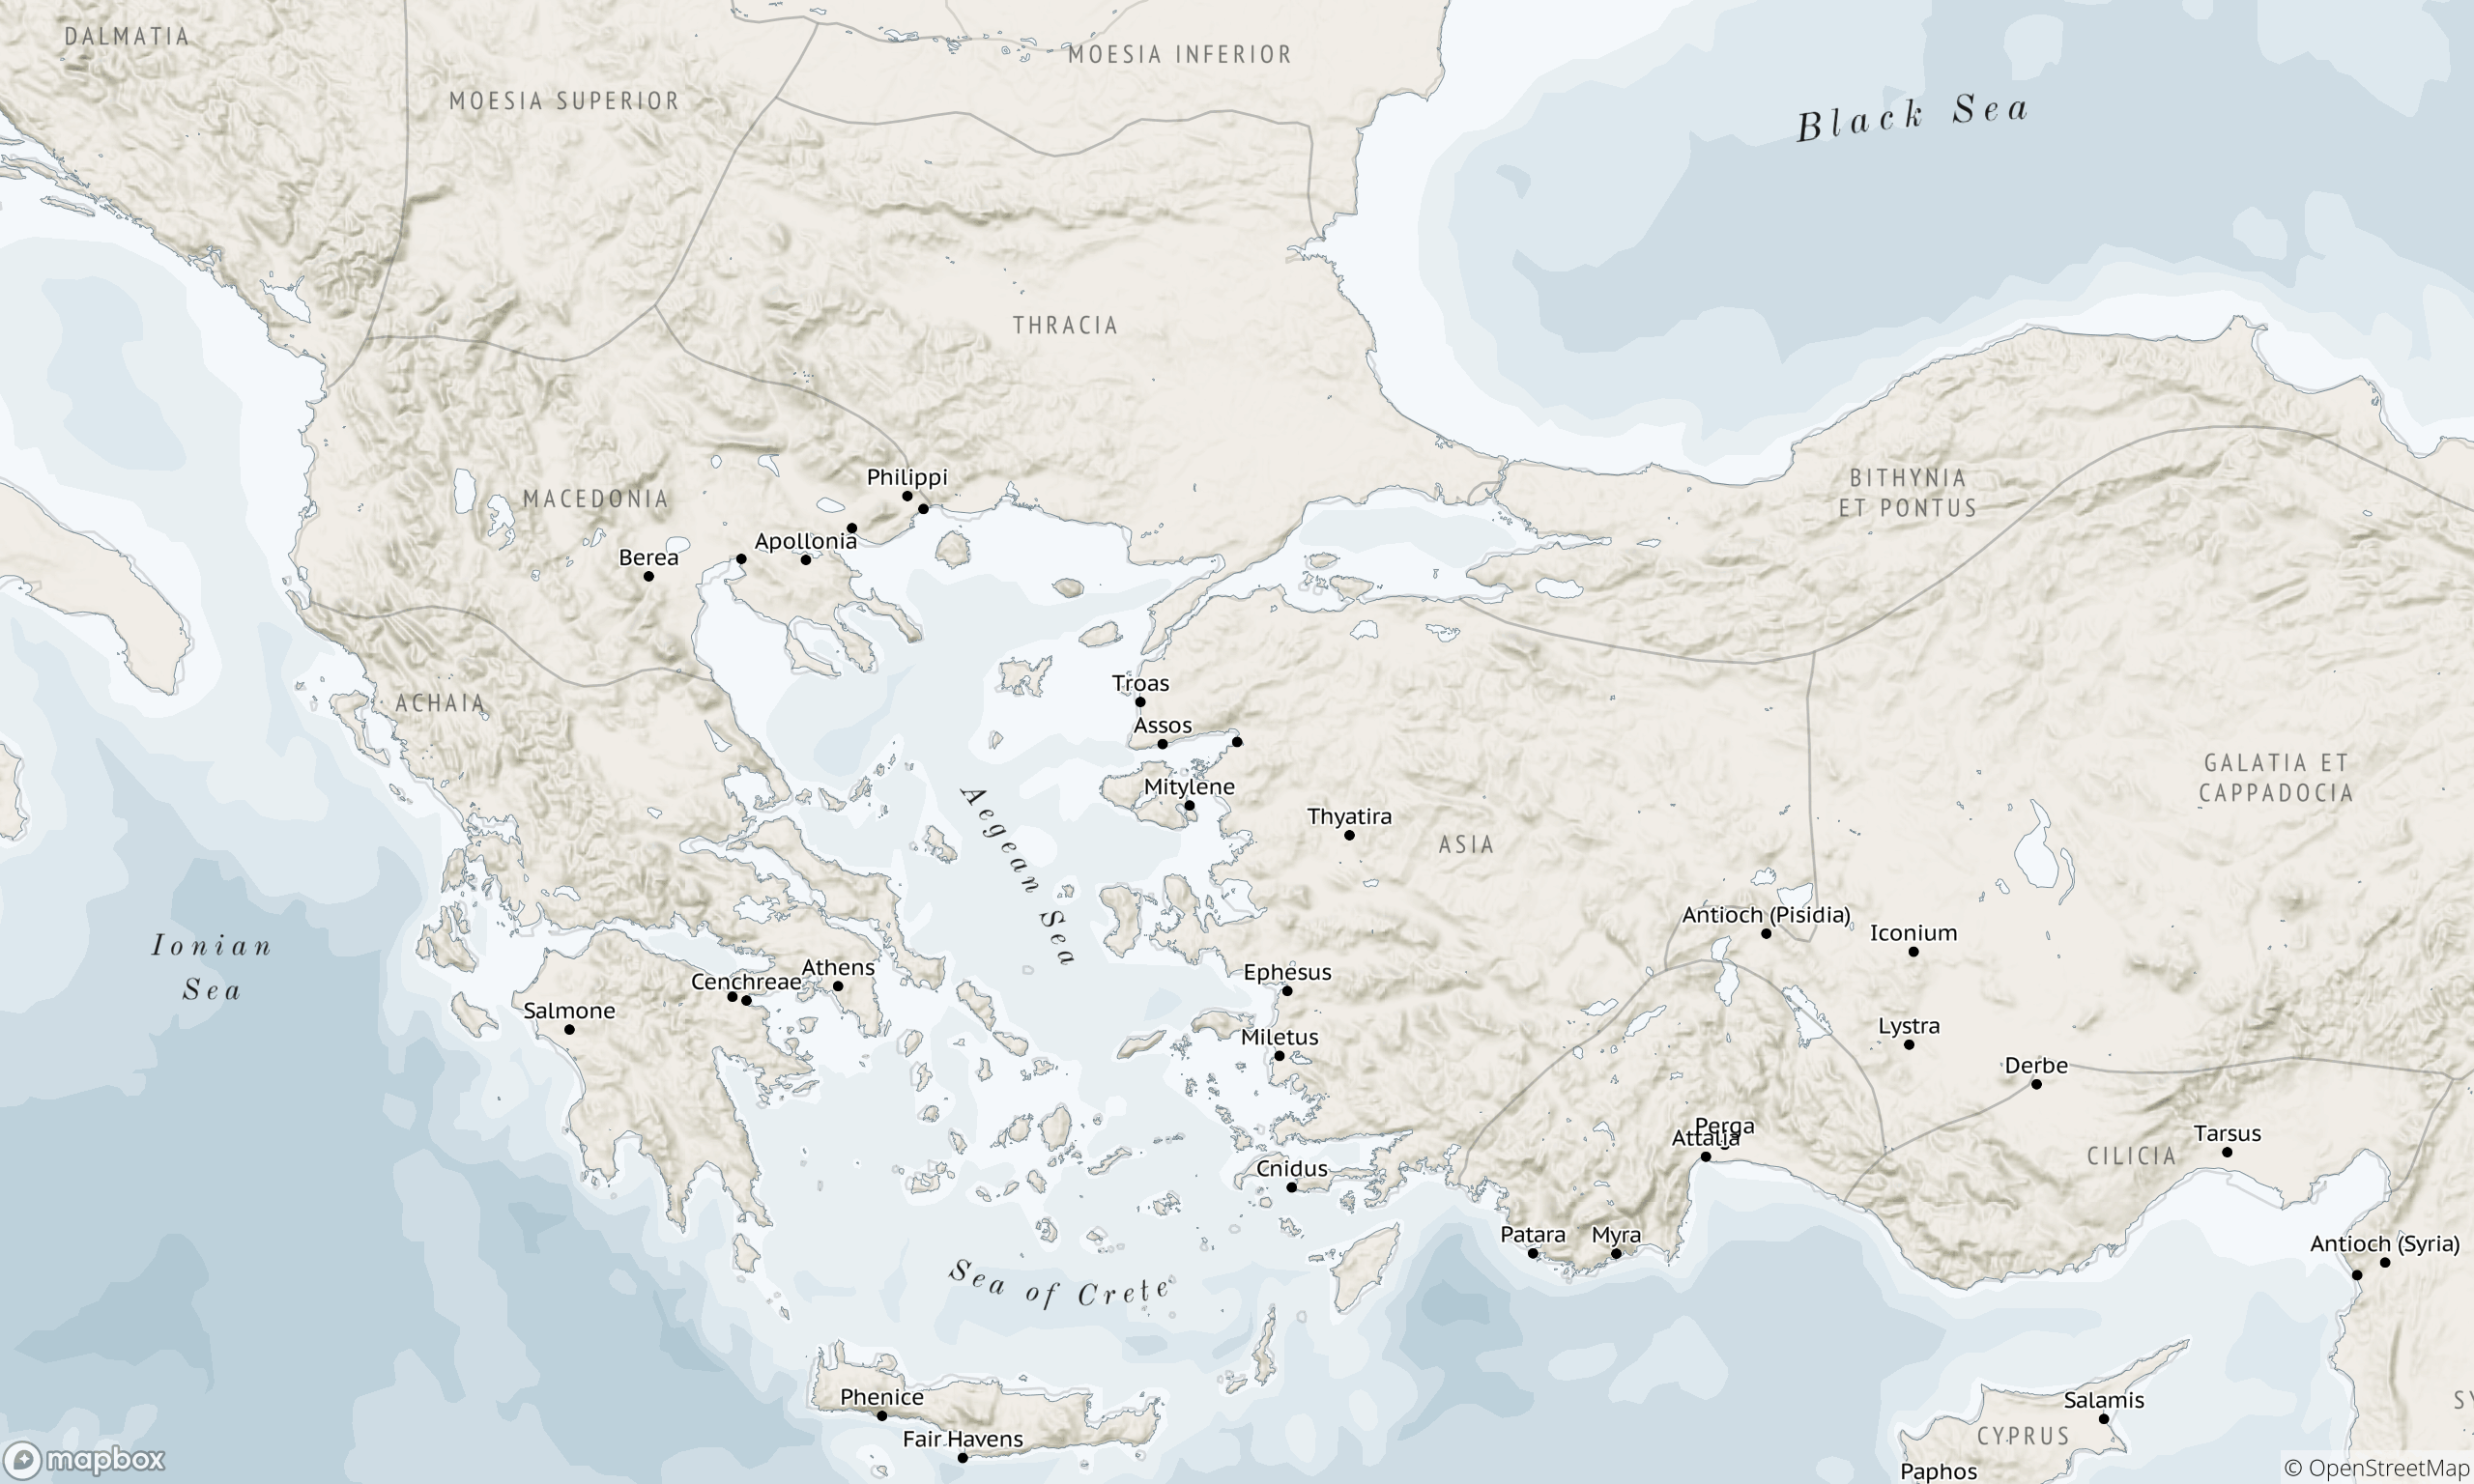 DALMATIA
MOESIA INFERIOR
MOESIA SUPERIOR
Black Sea
THRACIA
Philippi
BITHYNIA
ET PONTUS
MACEDONIA
Apollonia
Berea
Troas
ACHAIA
Assos
GALATIA ET
CAPPADOCIA
Mitylene
Thyatira
ASIA
Aegean Sea
Antioch (Pisidia)
Iconium
Ionian
Sea
Athens
Ephesus
Cenchreae
Salmone
Lystra
Miletus
Derbe
Perga
Attalia
Tarsus
CILICIA
Cnidus
Patara
Myra
Antioch (Syria)
Sea of Crete
Phenice
Salamis
SY
CYPRUS
Fair Havens
Paphos
mapbox
© OpenStreetMap